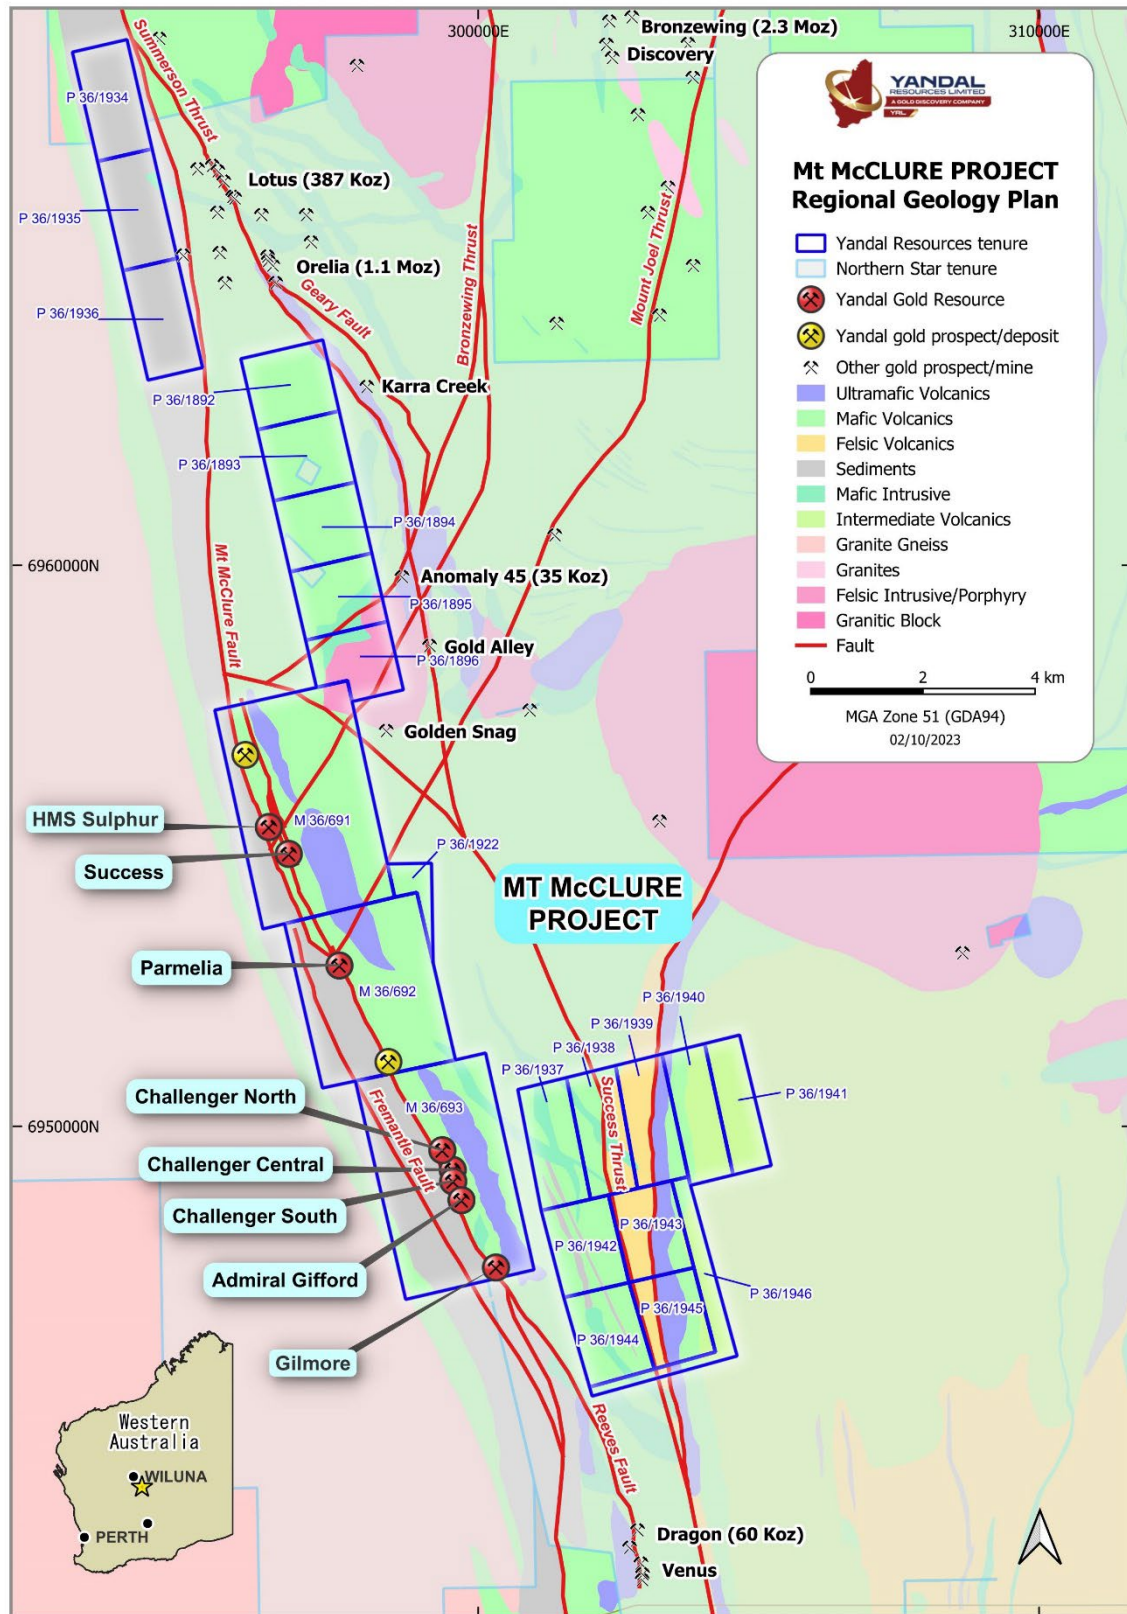 300000E
310000E
Bronzewing (2.3 Moz)
Discovery
Summerson Thrust
P 36/1934
Lotus (387 Koz)
P 36/1935
Orelia (1.1 Moz)
Geary Fault
Bronzewing Thrust
Mount Joel Thrust
P 36/1936
P 36/1892
Karra Creek
P 36/1893
P 36/1894
6960000N
Mt McClure Fault
Anomaly 45 (35 Koz)
P 36/1895
Gold Alley
P 36/1896
Golden Snag
YANDAL
RESOURCES LIMITED
A GOLD DISCOVERY COMPANY
YRL
Mt McCLURE PROJECT
Regional Geology Plan
Yandal Resources tenure
Northern Star tenure
Yandal Gold Resource
Yandal gold prospect/deposit
Other gold prospect/mine
Ultramafic Volcanics
Mafic Volcanics
Felsic Volcanics
Sediments
Mafic Intrusive
Intermediate Volcanics
Granite Gneiss
Granites
Felsic Intrusive/Porphyry
Granitic Block
Fault
0 2 4 km
MGA Zone 51 (GDA94)
02/10/2023
HMS Sulphur
M 36/691
Success
P 36/1922
MT McCLURE
PROJECT
Parmelia
M 36/692
P 36/1940
P 36/1939
P 36/1938
P 36/1937
Challenger North
M 36/693
P 36/1941
6950000N
Fremantle Fault
Success Thrust
Challenger Central
Challenger South
P 36/1943
P 36/1942
Admiral Gifford
P 36/1946
P 36/1945
P 36/1944
Gilmore
Reeves Fault
Western
Australia
WILUNA
PERTH
Dragon (60 Koz)
Venus